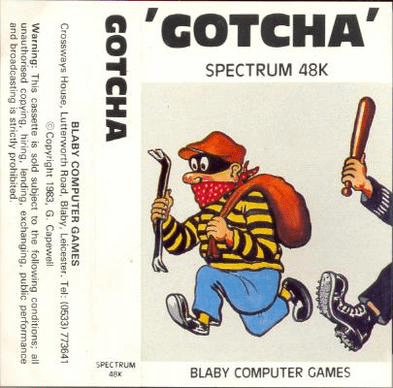 'GOTCHA'
SPECTRUM 48K
BLABY COMPUTER GAMES
GOTCHA
SPECTRUM
48K
BLABY COMPUTER GAMES
Crossways House, Lutterworth Road, Blaby, Leicester. Tel: (0533) 773641
© Copyright 1983, G. Capewell
Warning: This cassette is sold subject to the following conditions; all
unauthorised copying, hiring, lending, exchanging, public performance
and broadcasting is strictly prohibited.